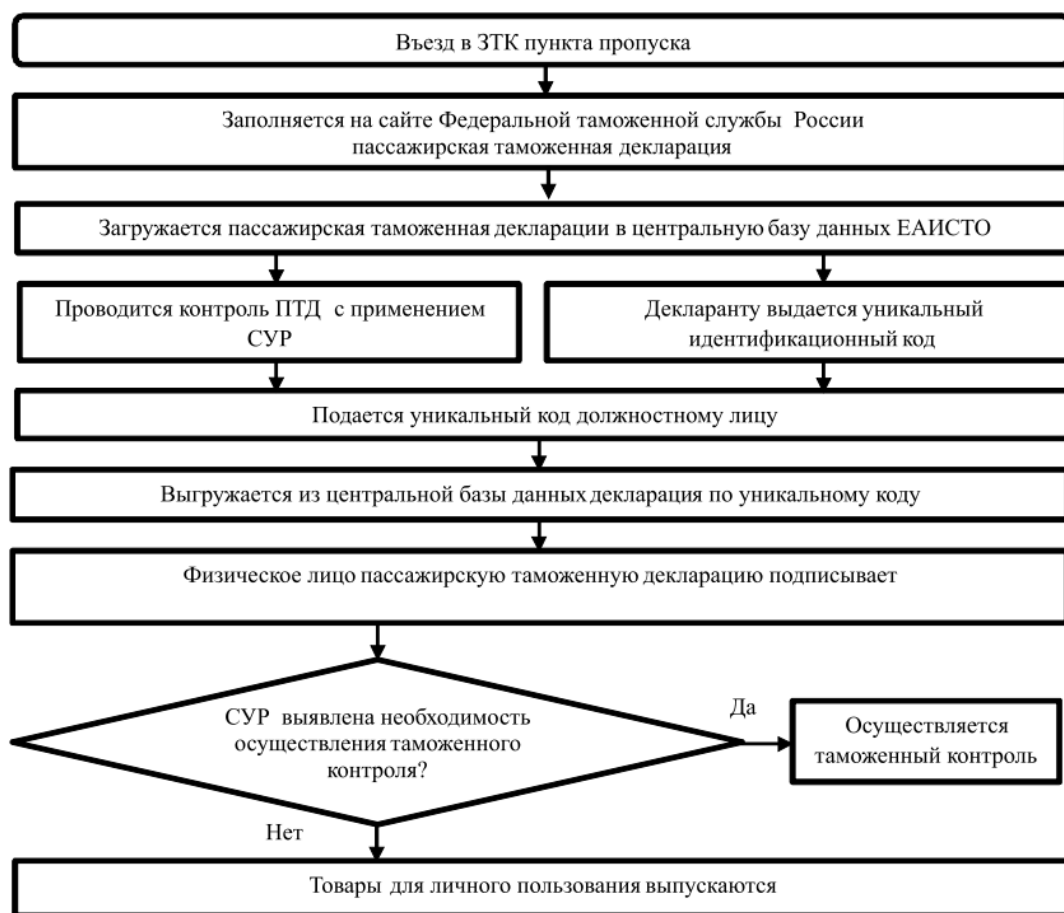 Въезд в ЗТК пункта пропуска
Заполняется на сайте Федеральной таможенной службы России
пассажирская таможенная декларация
Загружается пассажирская таможенная декларации в центральную базу данных ЕАИСТО
Проводится контроль ПТД с применением
СУР
Декларанту выдается уникальный
идентификационный код
Подается уникальный код должностному лицу
Выгружается из центральной базы данных декларация по уникальному коду
Физическое лицо пассажирскую таможенную декларацию подписывает
СУР выявлена необходимость
осуществления таможенного
контроля?
Да
Осуществляется
таможенный контроль
Нет
Товары для личного пользования выпускаются